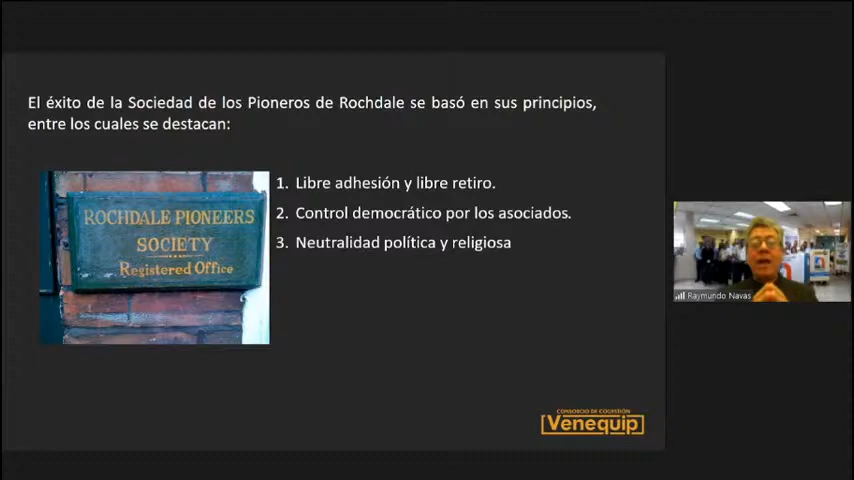 El éxito de la Sociedad de los Pioneros de Rochdale se basó en sus principios,
entre los cuales se destacan:
ROCHDALE PIONEERS
SOCIETY
Registered Office
1. Libre adhesión y libre retiro.
2. Control democrático por los asociados.
3. Neutralidad política y religiosa
Raymundo Navas
CONSORCIO DE COGESTIÓN
Venequip